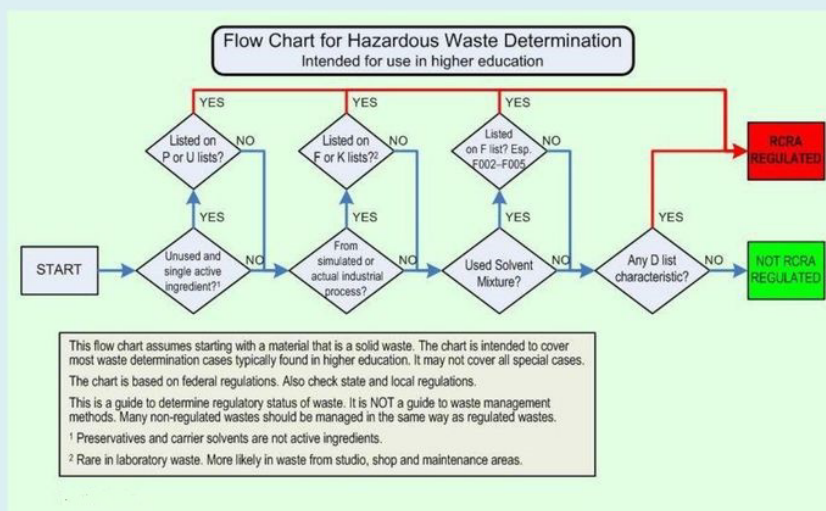 Flow Chart for Hazardous Waste Determination
Intended for use in higher education
YES
YES
YES
Listed on
P or U lists?
NO
Listed on
F or K lists?²
NO
Listed
on F list? Esp.
F002–F005
NO
RCRA
REGULATED
YES
YES
YES
YES
START
Unused and
single active
ingredient?¹
NO
From
simulated or
actual industrial
process?
NO
Used Solvent
Mixture?
NO
Any D list
characteristic?
NO
NOT RCRA
REGULATED
This flow chart assumes starting with a material that is a solid waste. The chart is intended to cover
most waste determination cases typically found in higher education. It may not cover all special cases.
The chart is based on federal regulations. Also check state and local regulations.
This is a guide to determine regulatory status of waste. It is NOT a guide to waste management
methods. Many non-regulated wastes should be managed in the same way as regulated wastes.
¹ Preservatives and carrier solvents are not active ingredients.
² Rare in laboratory waste. More likely in waste from studio, shop and maintenance areas.